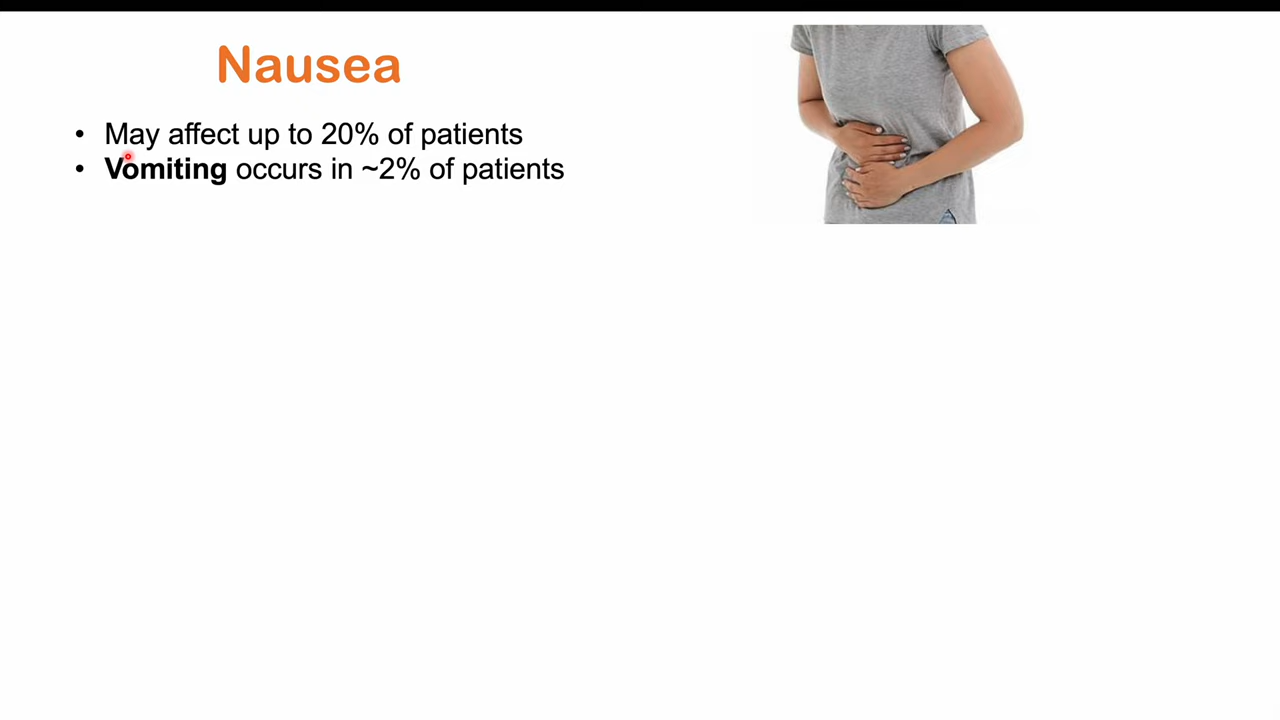 Nausea
• May affect up to 20% of patients
• Vomiting occurs in ~2% of patients